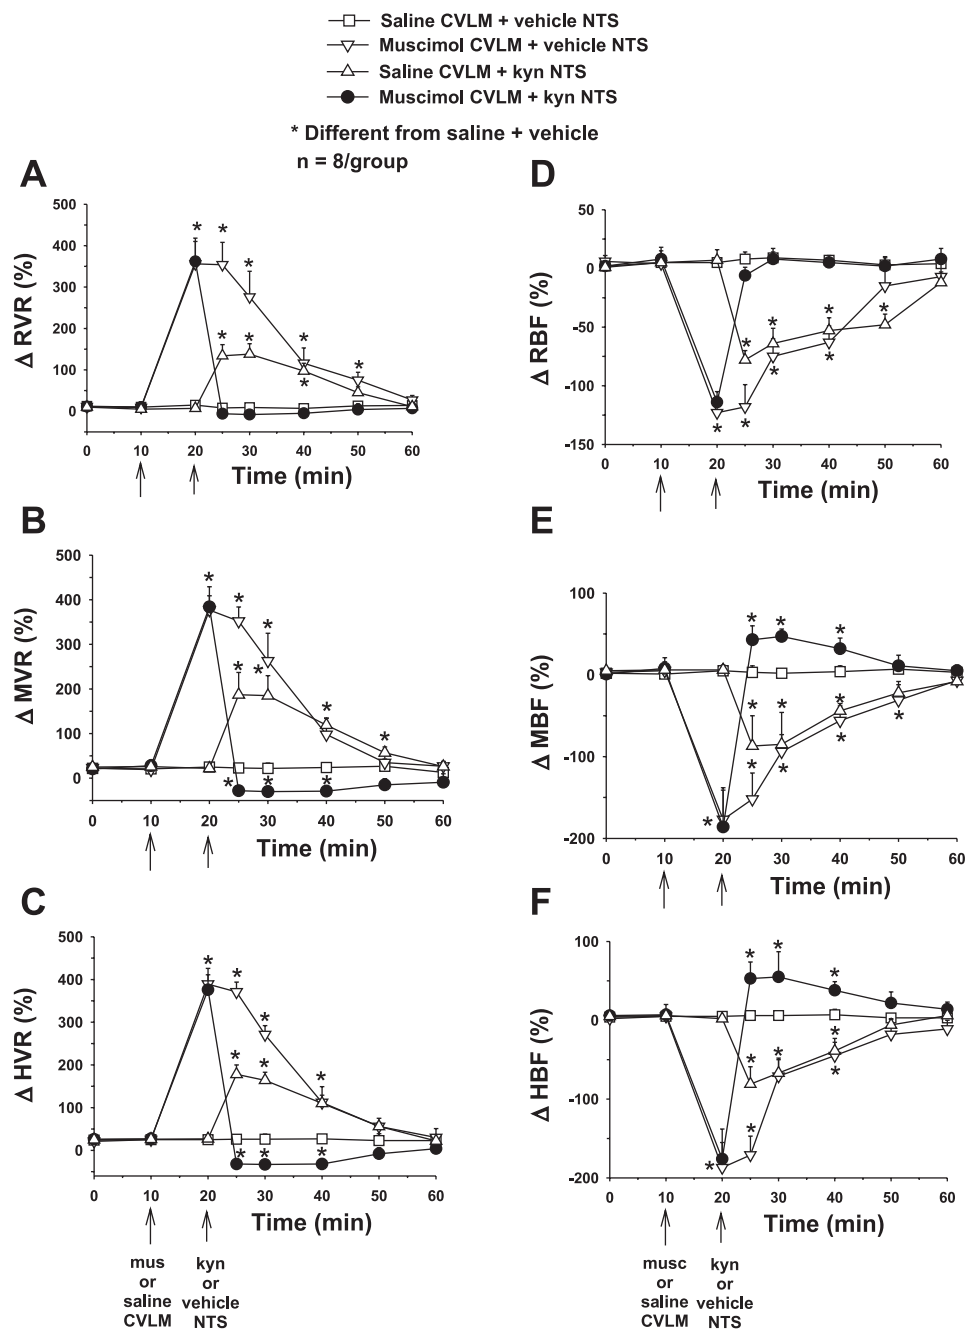 Saline CVLM + vehicle NTS
Muscimol CVLM + vehicle NTS
Saline CVLM + kyn NTS
Muscimol CVLM + kyn NTS
* Different from saline + vehicle
n = 8/group
A
Δ RVR (%)
500
400
300
200
100
0
* * *
* * * * *
0 10 20 30 40 50 60
Time (min)
D
Δ RBF (%)
50
0
-50
-100
-150
* * * *
* * * *
0 10 20 30 40 50 60
Time (min)
B
Δ MVR (%)
500
400
300
200
100
0
* * *
* * * *
* * *
0 10 20 30 40 50 60
Time (min)
E
Δ MBF (%)
100
0
-100
-200
* * *
* * * * * *
* *
0 10 20 30 40 50 60
Time (min)
C
Δ HVR (%)
500
400
300
200
100
0
* * *
* * *
* * *
0 10 20 30 40 50 60
Time (min)
mus
or
saline
CVLM
kyn
or
vehicle
NTS
F
Δ HBF (%)
100
0
-100
-200
* * *
* * * *
* *
0 10 20 30 40 50 60
Time (min)
musc
or
saline
CVLM
kyn
or
vehicle
NTS